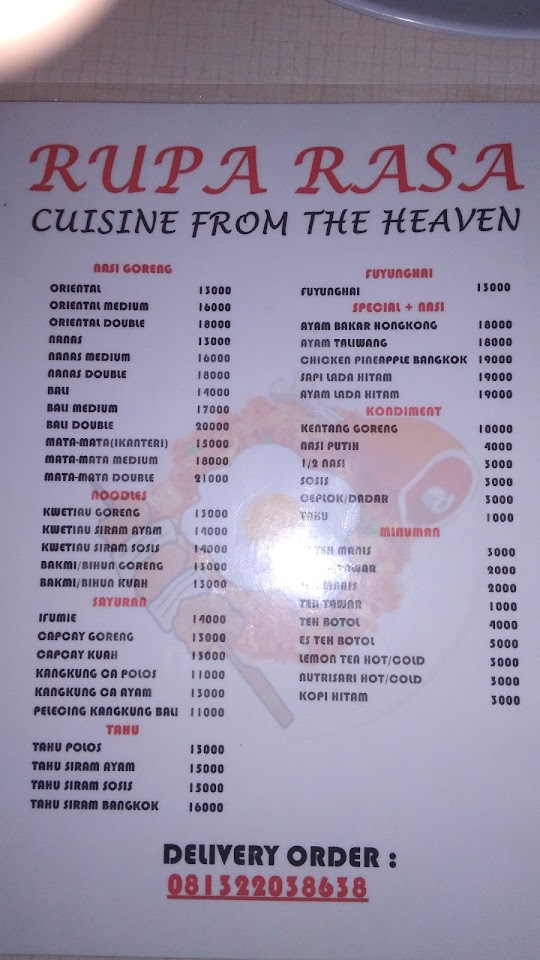 RUPA RASA
CUISINE FROM THE HEAVEN
NASI GORENG
ORIENTAL 13000
ORIENTAL MEDIUM 16000
ORIENTAL DOUBLE 18000
NANAS 13000
NANAS MEDIUM 16000
NANAS DOUBLE 18000
BALI 14000
BALI MEDIUM 17000
BALI DOUBLE 20000
MATA-MATA(IKANTERI) 15000
MATA-MATA MEDIUM 18000
MATA-MATA DOUBLE 21000
NOODLES
KWETIAU GORENG 13000
KWETIAU SIRAM AYAM 14000
KWETIAU SIRAM SOSIS 14000
BAKMI/BIHUN GORENG 13000
BAKMI/BIHUN KUAH 13000
SAYURAN
IFUMIE 14000
CAPCAY GORENG 13000
CAPCAY KUAH 13000
KANGKUNG CA POLOS 11000
KANGKUNG CA AYAM 13000
PELECING KANGKUNG BALI 11000
TAHU
TAHU POLOS 13000
TAHU SIRAM AYAM 15000
TAHU SIRAM SOSIS 15000
TAHU SIRAM BANGKOK 16000
FUYUNGHAI
FUYUNGHAI 13000
SPECIAL + NASI
AYAM BAKAR HONGKONG 18000
AYAM TALIWANG 18000
CHICKEN PINEAPPLE BANGKOK 19000
SAPI LADA HITAM 19000
AYAM LADA HITAM 19000
KONDIMENT
KENTANG GORENG 10000
NASI PUTIH 4000
1/2 NASI 3000
SOSIS 3000
CEPLOK/DADAR 3000
TAHU 1000
MINUMAN
TEH MANIS 3000
TAWAR 2000
MANIS 2000
TEH TAWAR 1000
TEH BOTOL 4000
ES TEH BOTOL 5000
LEMON TEA HOT/COLD 3000
NUTRISARI HOT/COLD 3000
KOPI HITAM 3000
DELIVERY ORDER :
081322038638